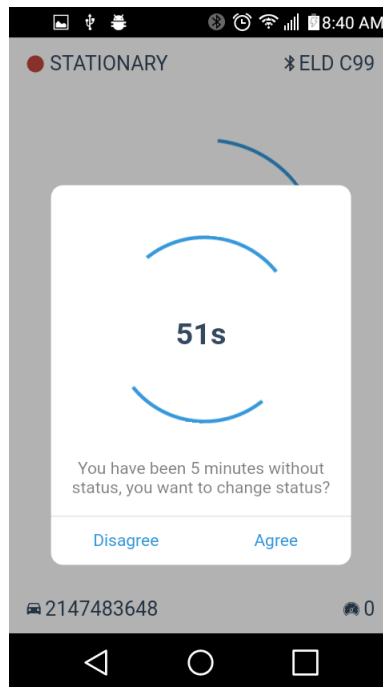 8:40 AM
STATIONARY ELD C99
51s
You have been 5 minutes without
status, you want to change status?
Disagree Agree
2147483648 0